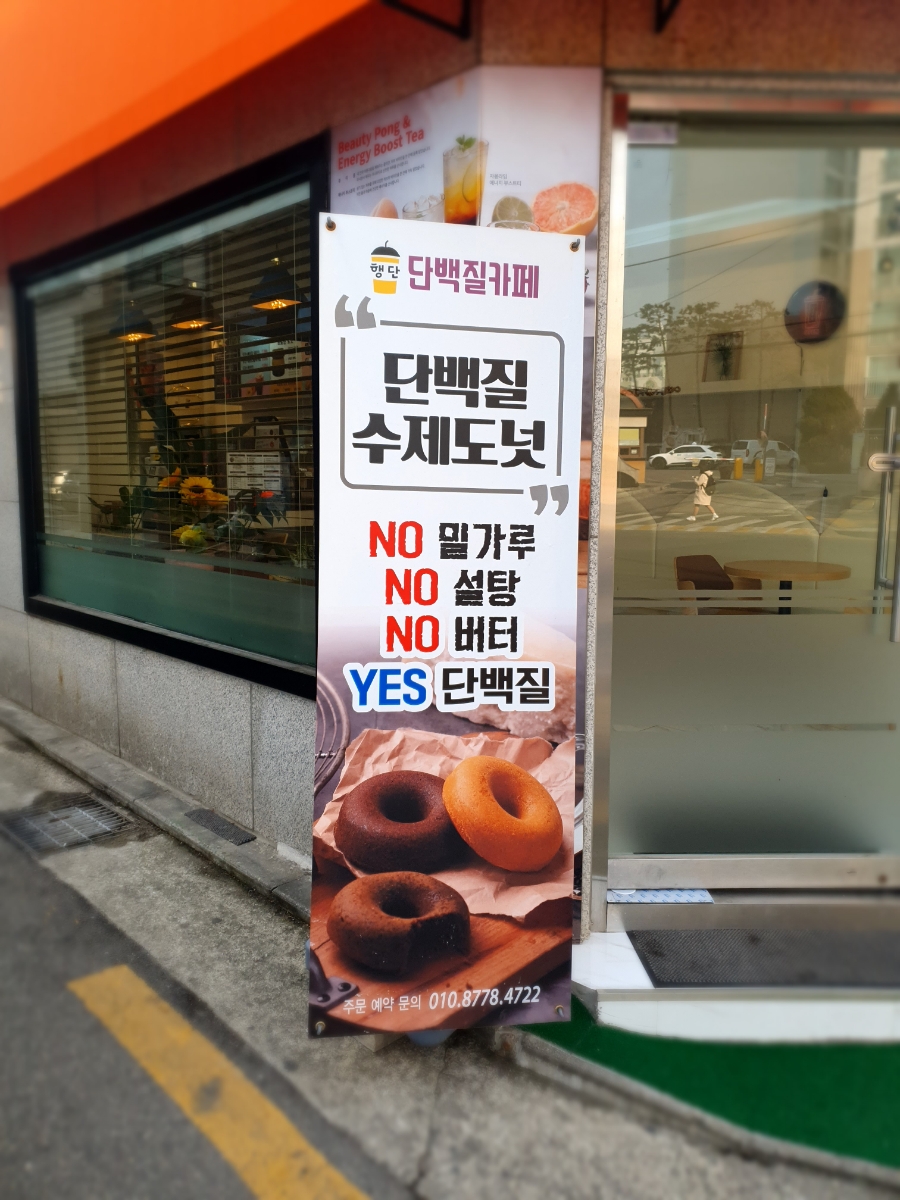 Beauty Pong &
Energy Boost Tea
행단 단백질카페
“
단백질
수제도넛
”
NO 밀가루
NO 설탕
NO 버터
YES 단백질
주문 예약 문의 010.8778.4722